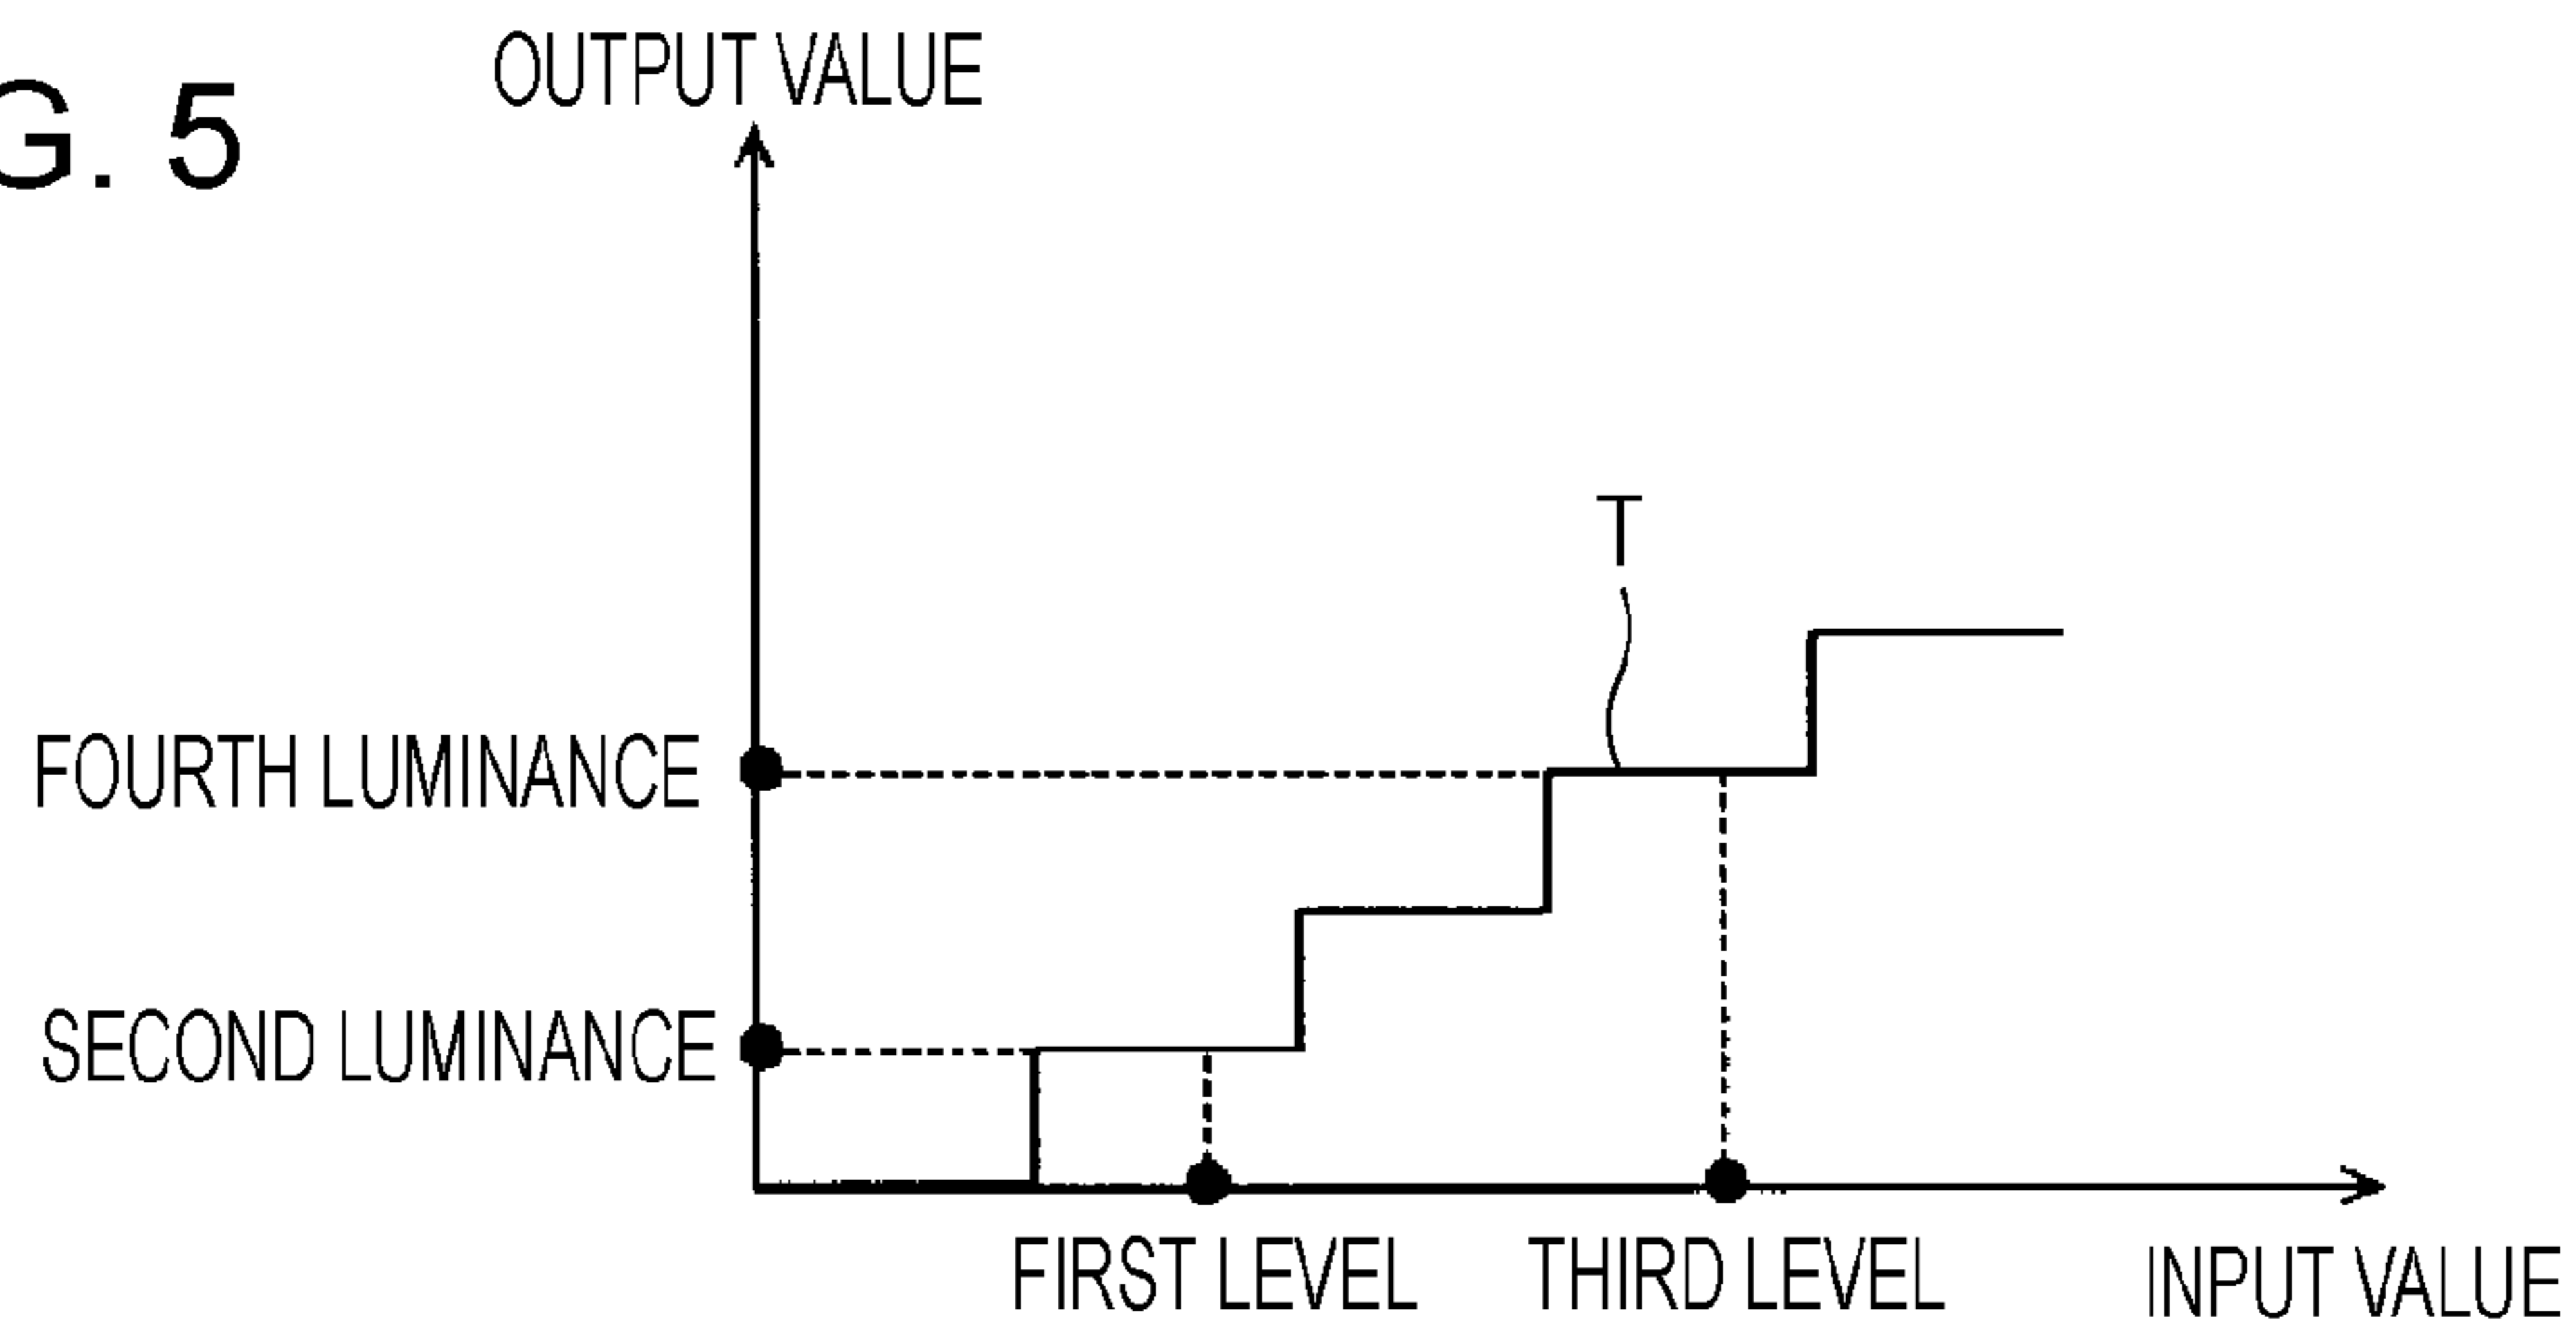 G. 5
OUTPUT VALUE
T
FOURTH LUMINANCE
SECOND LUMINANCE
FIRST LEVEL
THIRD LEVEL
INPUT VALUE